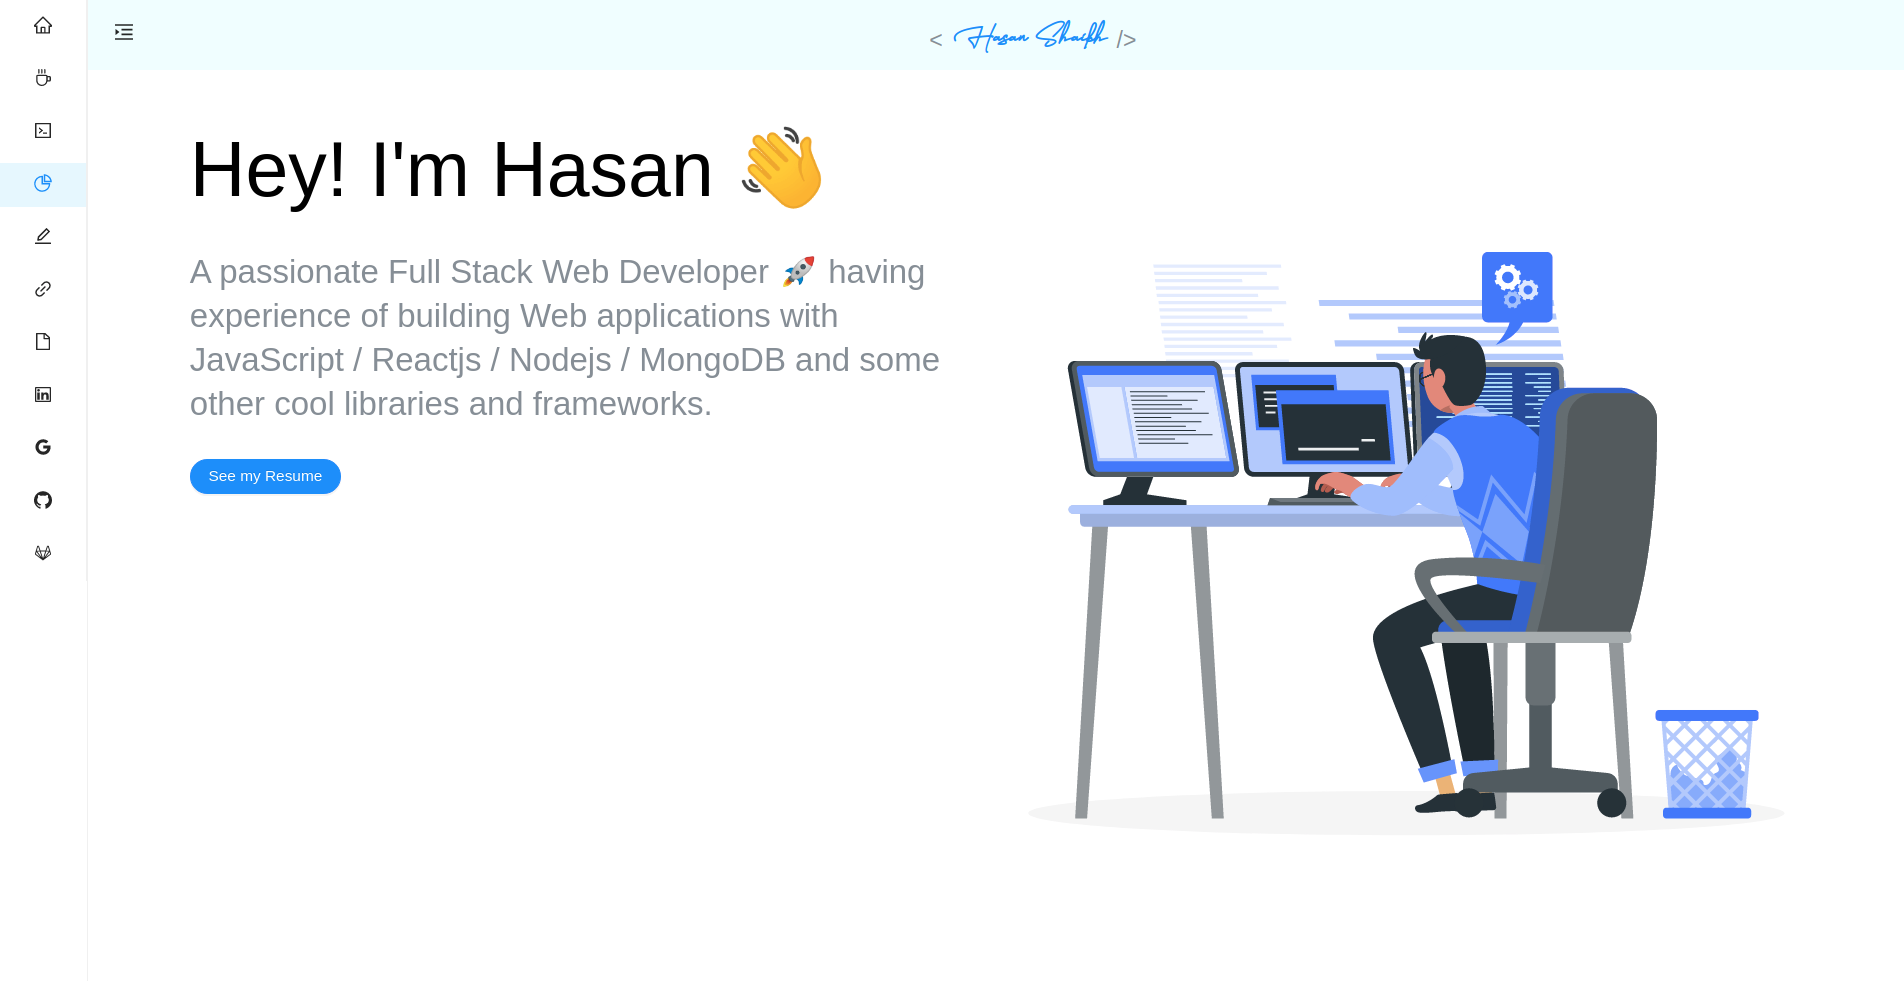 < Hasan Shaikh />
Hey! I'm Hasan 👋
A passionate Full Stack Web Developer 🚀 having
experience of building Web applications with
JavaScript / Reactjs / Nodejs / MongoDB and some
other cool libraries and frameworks.
See my Resume